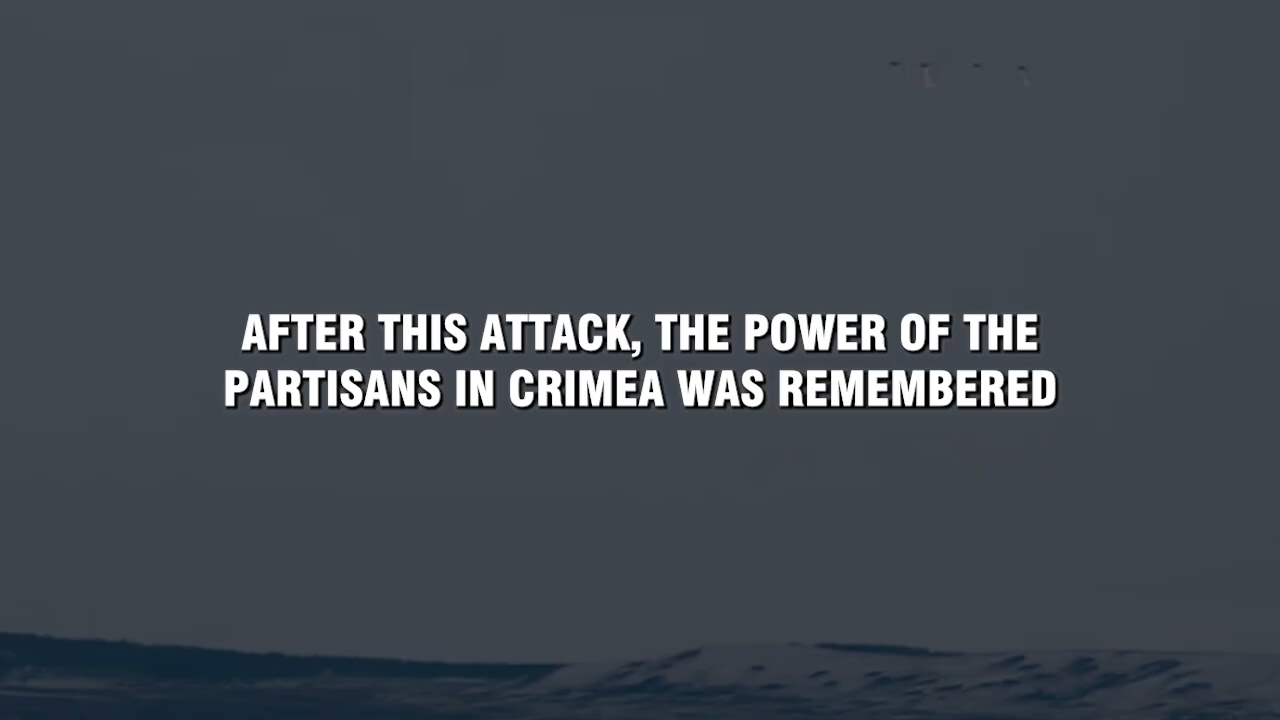 AFTER THIS ATTACK, THE POWER OF THE
PARTISANS IN CRIMEA WAS REMEMBERED